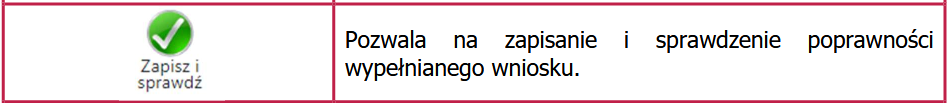 Zapisz i
sprawdź
Pozwala na zapisanie i sprawdzenie poprawności
wypełnianego wniosku.